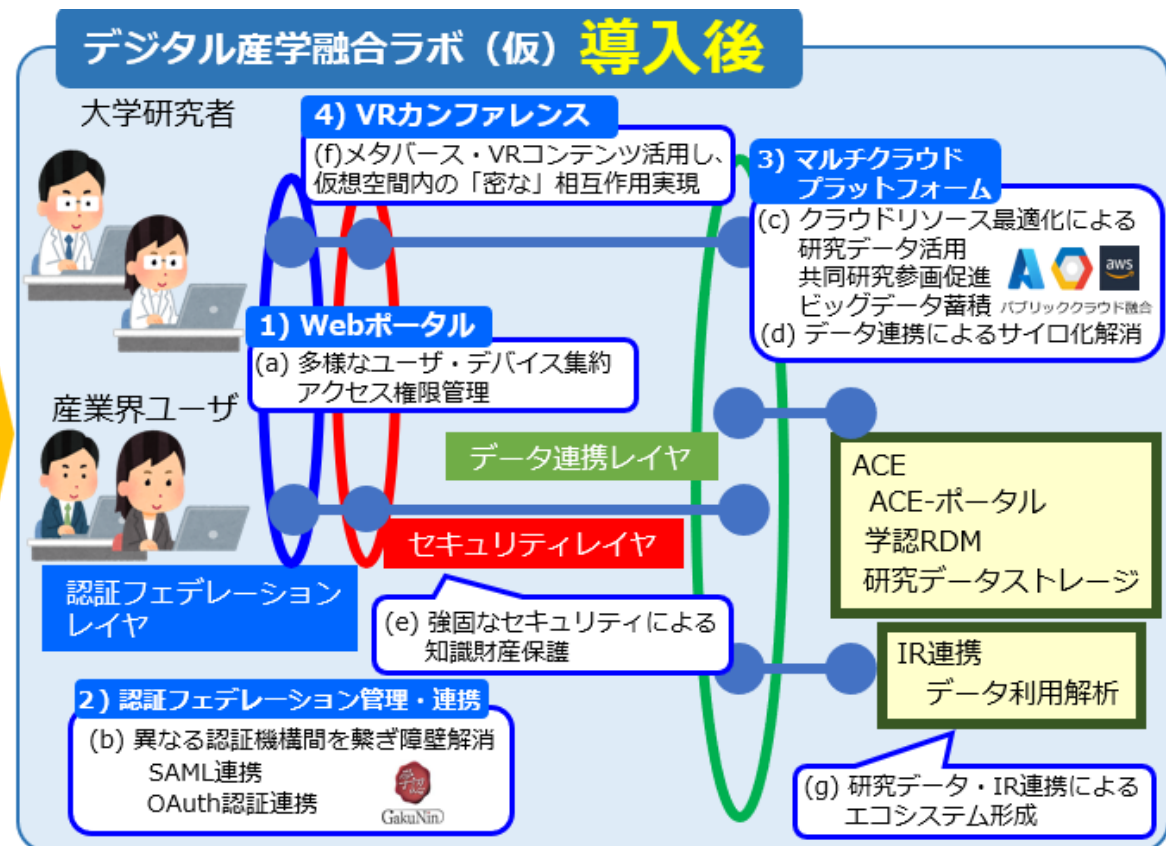 デジタル産学融合ラボ（仮）導入後
大学研究者
4) VRカンファレンス
(f)メタバース・VRコンテンツ活用し、
仮想空間内の「密な」相互作用実現
3) マルチクラウド
プラットフォーム
(c) クラウドリソース最適化による
研究データ活用
共同研究参画促進
ビッグデータ蓄積
aws
パブリッククラウド融合
(d) データ連携によるサイロ化解消
1) Webポータル
(a) 多様なユーザ・デバイス集約
アクセス権限管理
産業界ユーザ
データ連携レイヤ
ACE
ACE-ポータル
学認RDM
研究データストレージ
セキュリティレイヤ
認証フェデレーション
レイヤ
(e) 強固なセキュリティによる
知識財産保護
IR連携
データ利用解析
2) 認証フェデレーション管理・連携
(b) 異なる認証機構間を繋ぎ障壁解消
SAML連携
OAuth認証連携
学認
GakuNin
(g) 研究データ・IR連携による
エコシステム形成